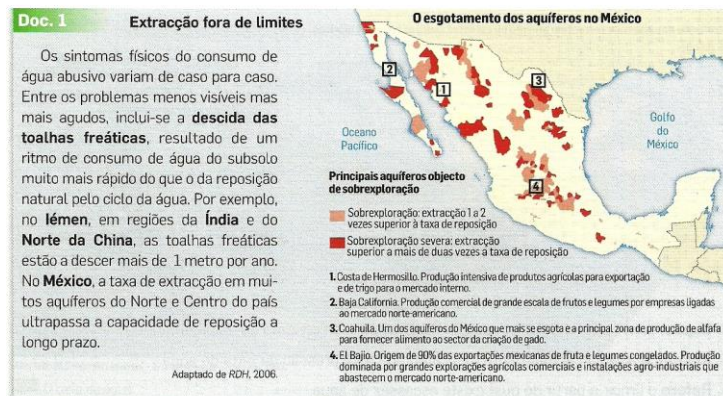 Doc. 1
Extracção fora de limites
Os sintomas físicos do consumo de
água abusivo variam de caso para caso.
Entre os problemas menos visíveis mas
mais agudos, inclui-se a descida das
toalhas freáticas, resultado de um
ritmo de consumo de água do subsolo
muito mais rápido do que o da reposição
natural pelo ciclo da água. Por exemplo,
no Iémen, em regiões da Índia e do
Norte da China, as toalhas freáticas
estão a descer mais de 1 metro por ano.
No México, a taxa de extracção em mui-
tos aquíferos do Norte e Centro do país
ultrapassa a capacidade de reposição a
longo prazo.
Adaptado de RDH, 2006.
O esgotamento dos aquíferos no México
2
1
3
4
Oceano
Pacífico
Golfo
do
México
Principais aquíferos objecto
de sobrexploração
Sobrexploração: extracção 1 a 2
vezes superior à taxa de reposição
Sobrexploração severa: extracção
superior a mais de duas vezes a taxa de reposição
1. Costa de Hermosillo. Produção intensiva de produtos agrícolas para exportação
e de trigo para o mercado interno.
2. Baja California. Produção comercial de grande escala de frutos e legumes por empresas ligadas
ao mercado norte-americano.
3. Coahuila. Um dos aquíferos do México que mais se esgota e a principal zona de produção de alfafa
para fornecer alimento ao sector da criação de gado.
4. El Bajío. Origem de 90% das exportações mexicanas de fruta e legumes congelados. Produção
dominada por grandes explorações agrícolas comerciais e instalações agro-industriais que
abastecem o mercado norte-americano.